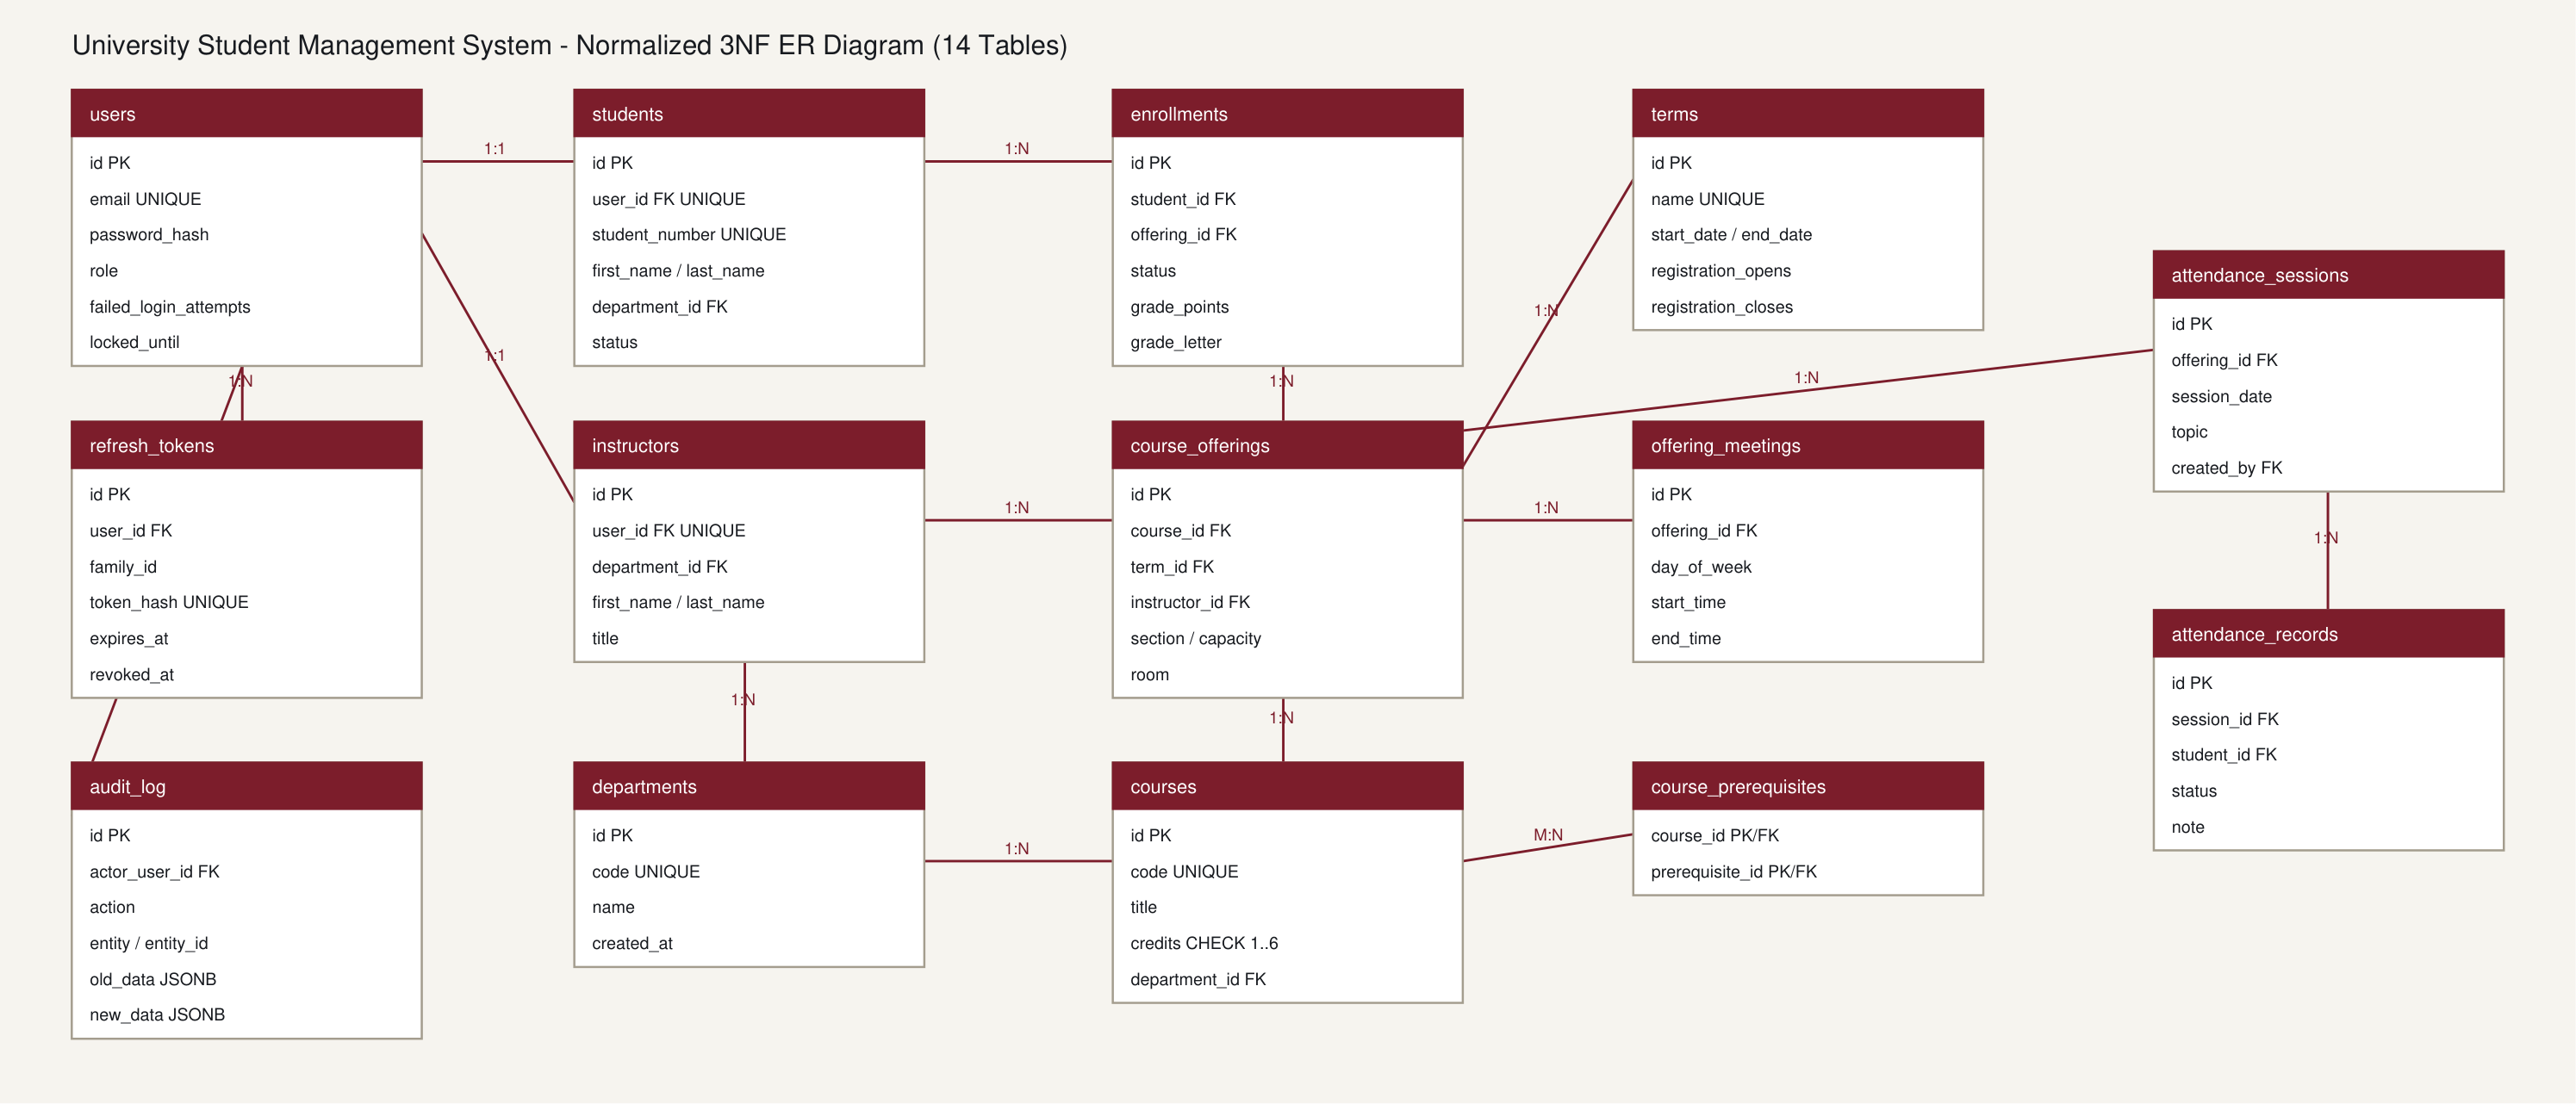 University Student Management System - Normalized 3NF ER Diagram (14 Tables)
users
id PK
email UNIQUE
password_hash
role
failed_login_attempts
locked_until
1:1
students
id PK
user_id FK UNIQUE
student_number UNIQUE
first_name / last_name
department_id FK
status
1:N
enrollments
id PK
student_id FK
offering_id FK
status
grade_points
grade_letter
terms
id PK
name UNIQUE
start_date / end_date
registration_opens
registration_closes
1:N
attendance_sessions
id PK
offering_id FK
session_date
topic
created_by FK
1:1
1:N
1:N
1:N
refresh_tokens
id PK
user_id FK
family_id
token_hash UNIQUE
expires_at
revoked_at
instructors
id PK
user_id FK UNIQUE
department_id FK
first_name / last_name
title
1:N
course_offerings
id PK
course_id FK
term_id FK
instructor_id FK
section / capacity
room
1:N
offering_meetings
id PK
offering_id FK
day_of_week
start_time
end_time
1:N
attendance_records
id PK
session_id FK
student_id FK
status
note
1:N
1:N
audit_log
id PK
actor_user_id FK
action
entity / entity_id
old_data JSONB
new_data JSONB
departments
id PK
code UNIQUE
name
created_at
1:N
courses
id PK
code UNIQUE
title
credits CHECK 1..6
department_id FK
M:N
course_prerequisites
course_id PK/FK
prerequisite_id PK/FK